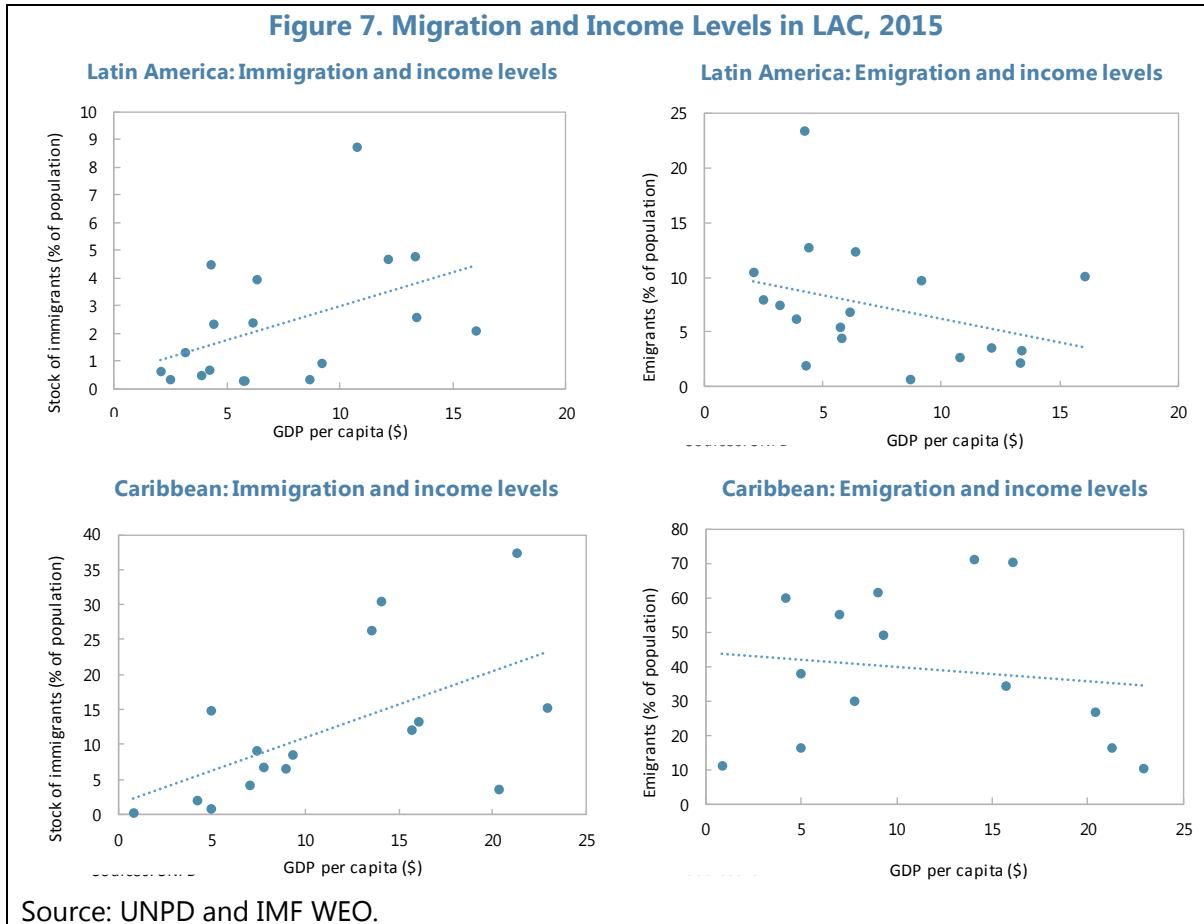 Figure 7. Migration and Income Levels in LAC, 2015
Latin America: Immigration and income levels
Stock of immigrants (% of population)
10
9
8
7
6
5
4
3
2
1
0
0 5 10 15 20
GDP per capita ($)
Latin America: Emigration and income levels
Emigrants (% of population)
25
20
15
10
5
0
0 5 10 15 20
GDP per capita ($)
Caribbean: Immigration and income levels
Stock of immigrants (% of population)
40
35
30
25
20
15
10
5
0
0 5 10 15 20 25
GDP per capita ($)
Caribbean: Emigration and income levels
Emigrants (% of population)
80
70
60
50
40
30
20
10
0
0 5 10 15 20 25
GDP per capita ($)
Source: UNPD and IMF WEO.